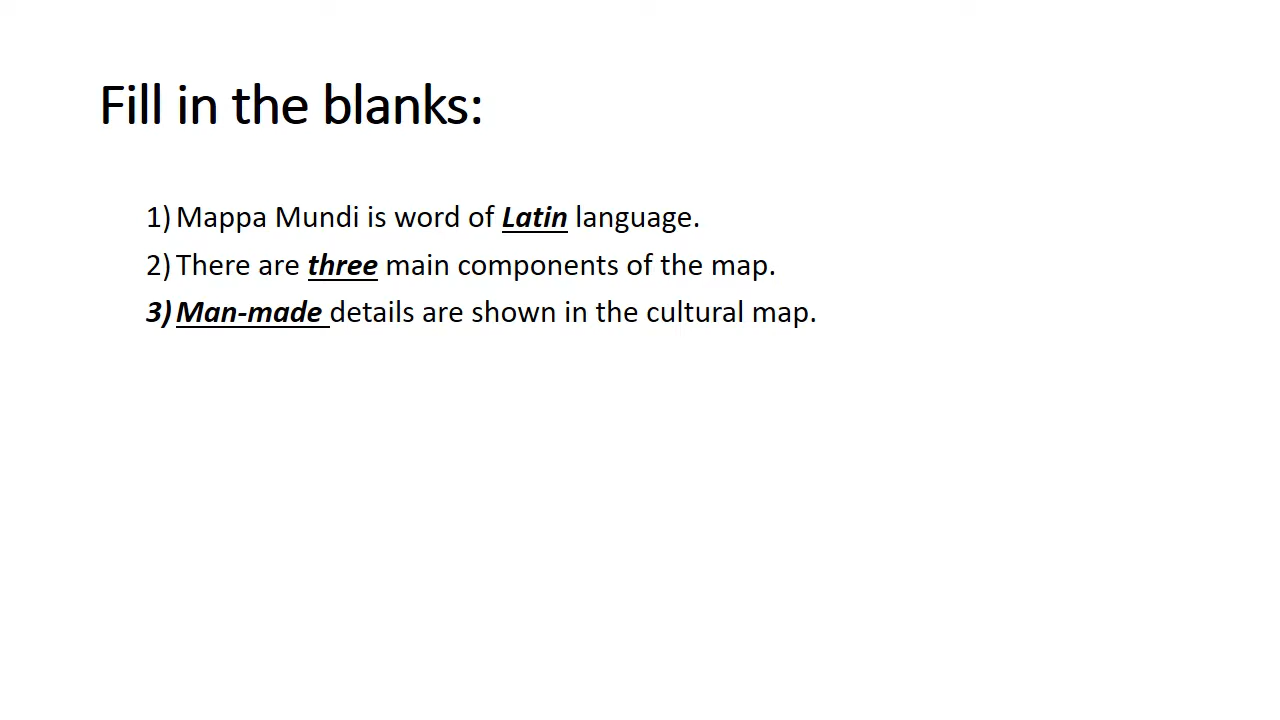 Fill in the blanks:
1) Mappa Mundi is word of Latin language.
2) There are three main components of the map.
3) Man-made details are shown in the cultural map.